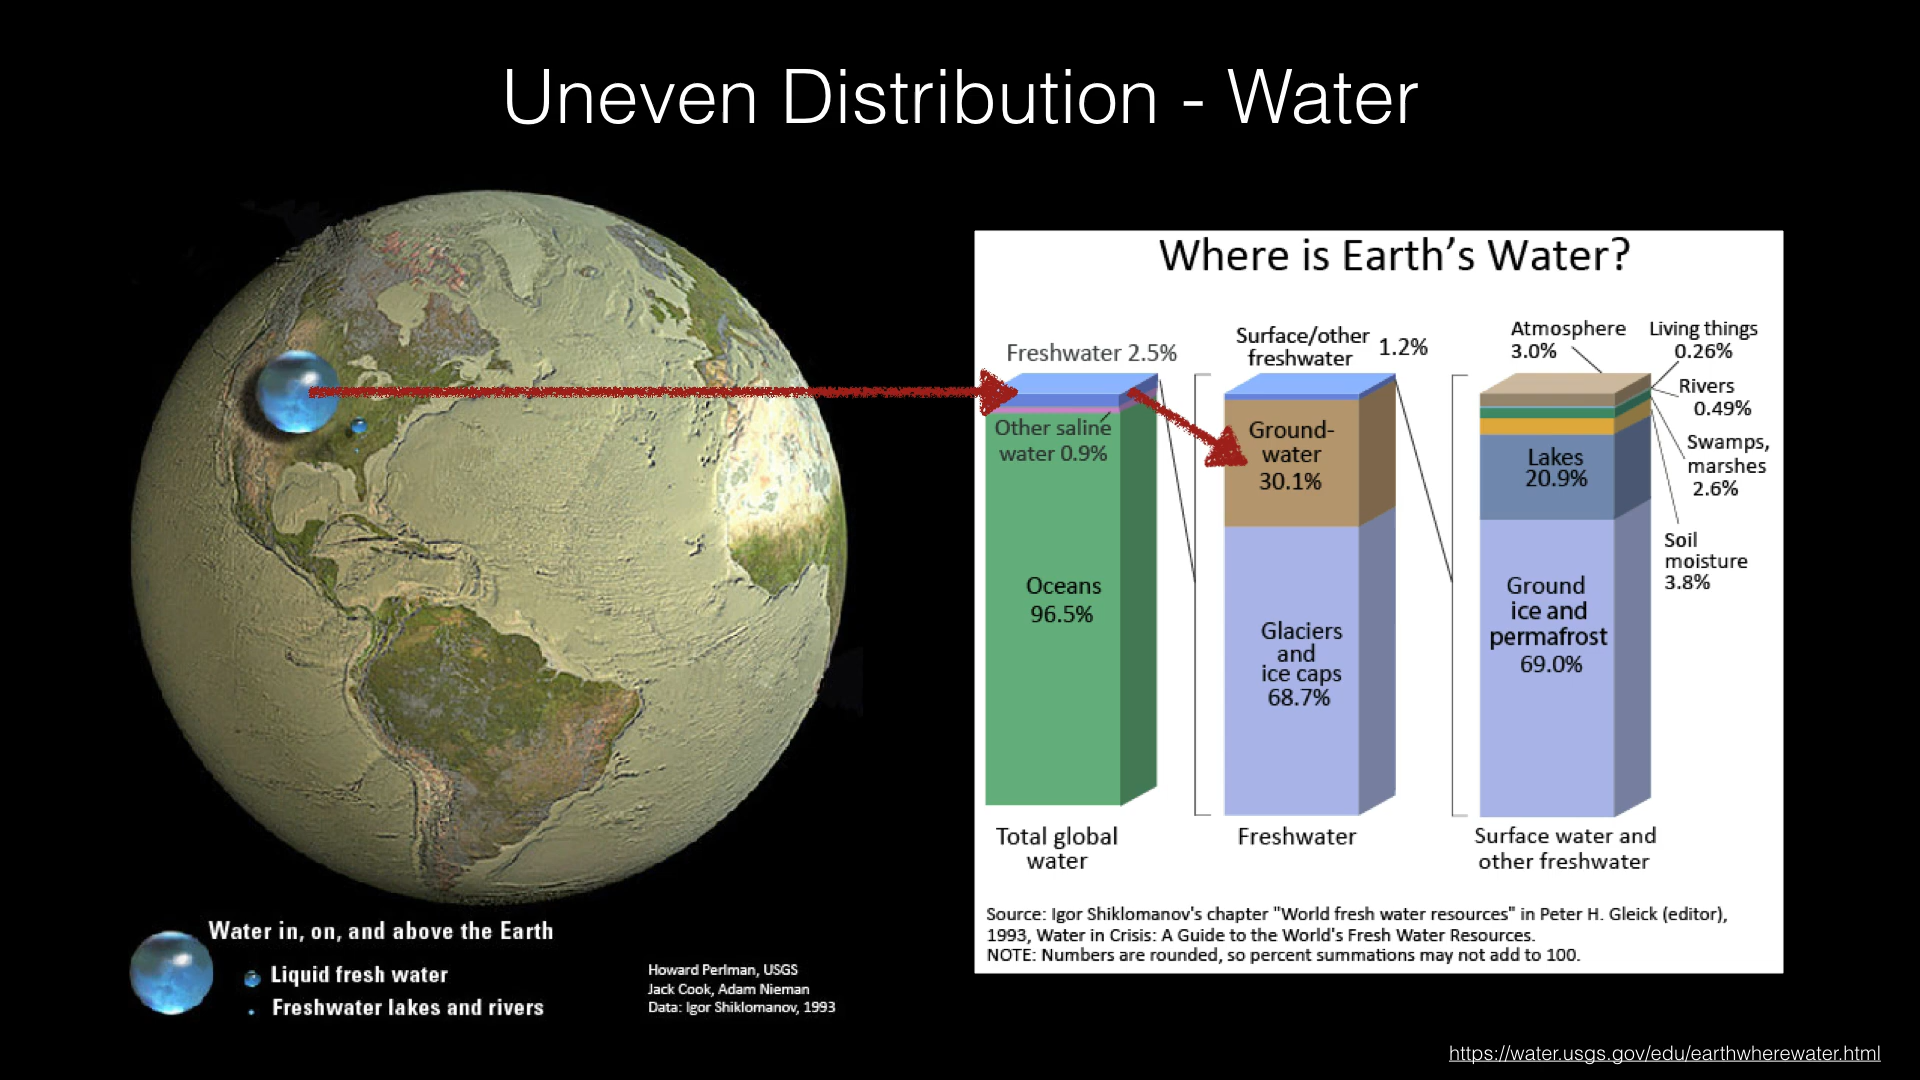 Uneven Distribution - Water
Where is Earth's Water?
Freshwater 2.5%
Other saline
water 0.9%
Oceans
96.5%
Total global
water
Surface/other
freshwater
1.2%
Ground-
water
30.1%
Glaciers
and
ice caps
68.7%
Freshwater
Atmosphere
3.0%
Living things
0.26%
Rivers
0.49%
Swamps,
marshes
2.6%
Soil
moisture
3.8%
Lakes
20.9%
Ground
ice and
permafrost
69.0%
Surface water and
other freshwater
Source: Igor Shiklomanov's chapter "World fresh water resources" in Peter H. Gleick (editor),
1993, Water in Crisis: A Guide to the World's Fresh Water Resources.
NOTE: Numbers are rounded, so percent summations may not add to 100.
Water in, on, and above the Earth
Liquid fresh water
Freshwater lakes and rivers
Howard Perlman, USGS
Jack Cook, Adam Nieman
Data: Igor Shiklomanov, 1993
https://water.usgs.gov/edu/earthwherewater.html